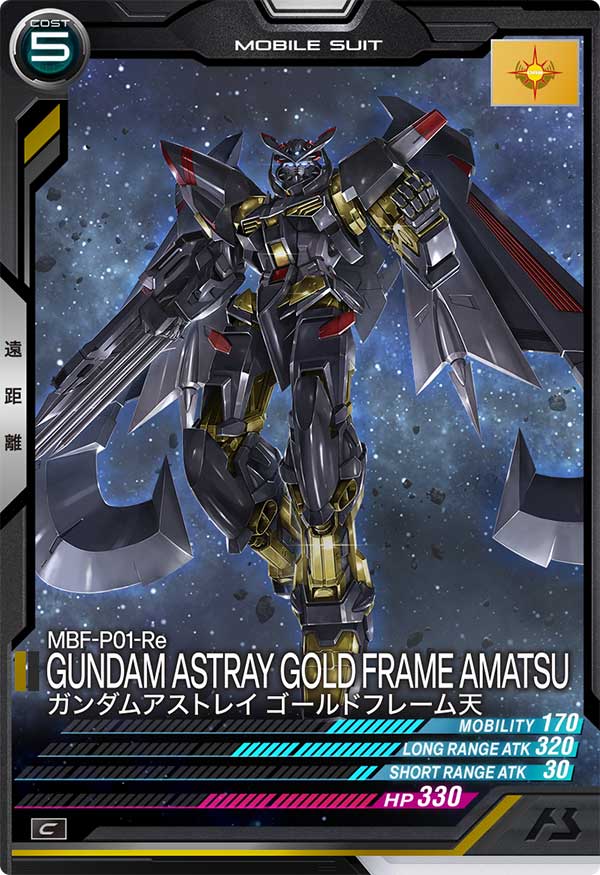 COST
5
MOBILE SUIT
遠距離
MBF-P01-Re
GUNDAM ASTRAY GOLD FRAME AMATSU
ガンダムアストレイ ゴールドフレーム天
MOBILITY 170
LONG RANGE ATK 320
SHORT RANGE ATK 30
HP 330
C